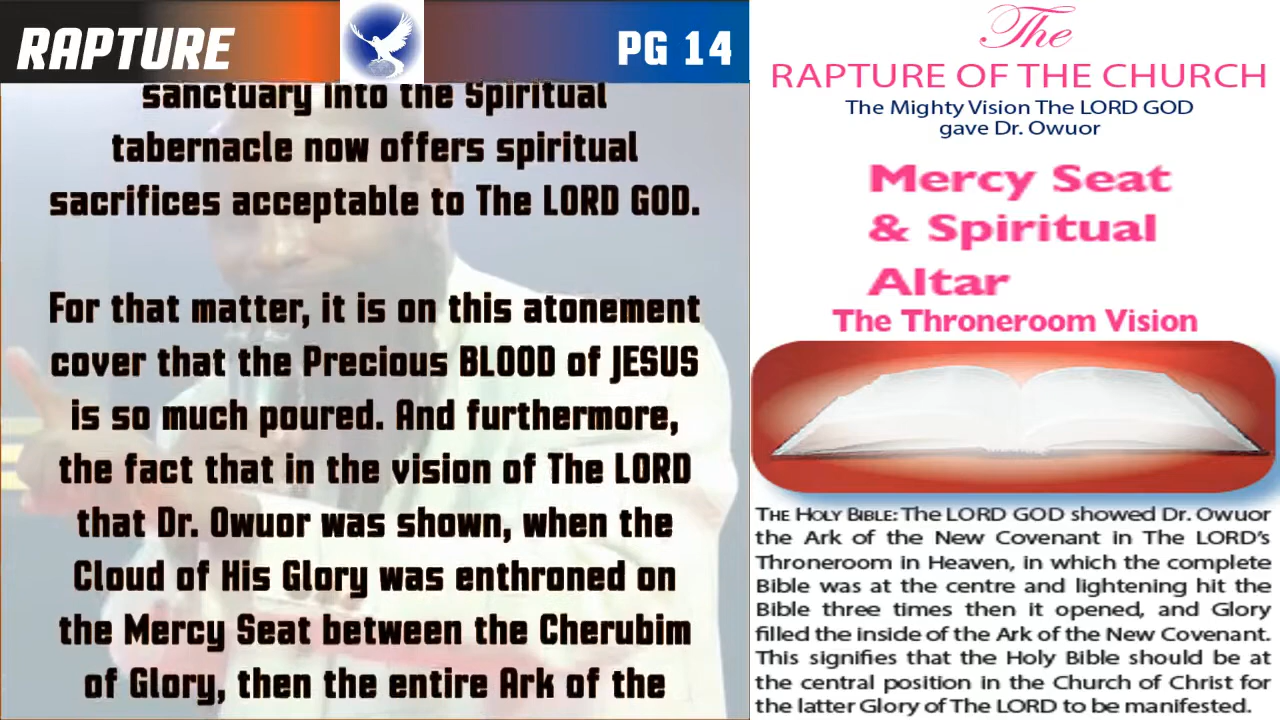 RAPTURE
PG 14
sanctuary into the Spiritual
tabernacle now offers spiritual
sacrifices acceptable to The LORD GOD.
For that matter, it is on this atonement
cover that the Precious BLOOD of JESUS
is so much poured. And furthermore,
the fact that in the vision of The LORD
that Dr. Owuor was shown, when the
Cloud of His Glory was enthroned on
the Mercy Seat between the Cherubim
of Glory, then the entire Ark of the
The
RAPTURE OF THE CHURCH
The Mighty Vision The LORD GOD
gave Dr. Owuor
Mercy Seat
& Spiritual
Altar
The Throneroom Vision
THE HOLY BIBLE: The LORD GOD showed Dr. Owuor
the Ark of the New Covenant in The LORD's
Throneroom in Heaven, in which the complete
Bible was at the centre and lightening hit the
Bible three times then it opened, and Glory
filled the inside of the Ark of the New Covenant.
This signifies that the Holy Bible should be at
the central position in the Church of Christ for
the latter Glory of The LORD to be manifested.